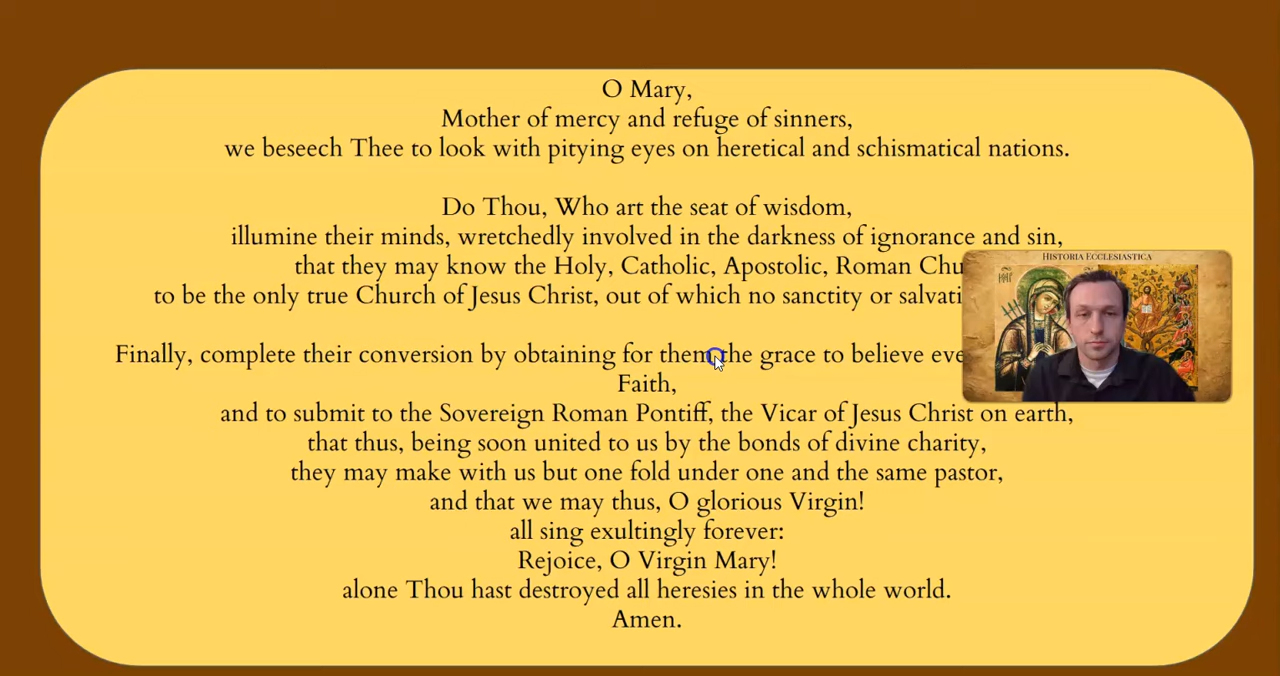 O Mary,
Mother of mercy and refuge of sinners,
we beseech Thee to look with pitying eyes on heretical and schismatical nations.
Do Thou, Who art the seat of wisdom,
illumine their minds, wretchedly involved in the darkness of ignorance and sin,
that they may know the Holy, Catholic, Apostolic, Roman
to be the only true Church of Jesus Christ, out of which no sanctity or
Finally, complete their conversion by obtaining for them the grace to believe
Faith,
and to submit to the Sovereign Roman Pontiff, the Vicar of Jesus Christ on earth,
that thus, being soon united to us by the bonds of divine charity,
they may make with us but one fold under one and the same pastor,
and that we may thus, O glorious Virgin!
all sing exultingly forever:
Rejoice, O Virgin Mary!
alone Thou hast destroyed all heresies in the whole world.
Amen.
Historia Ecclesiastica